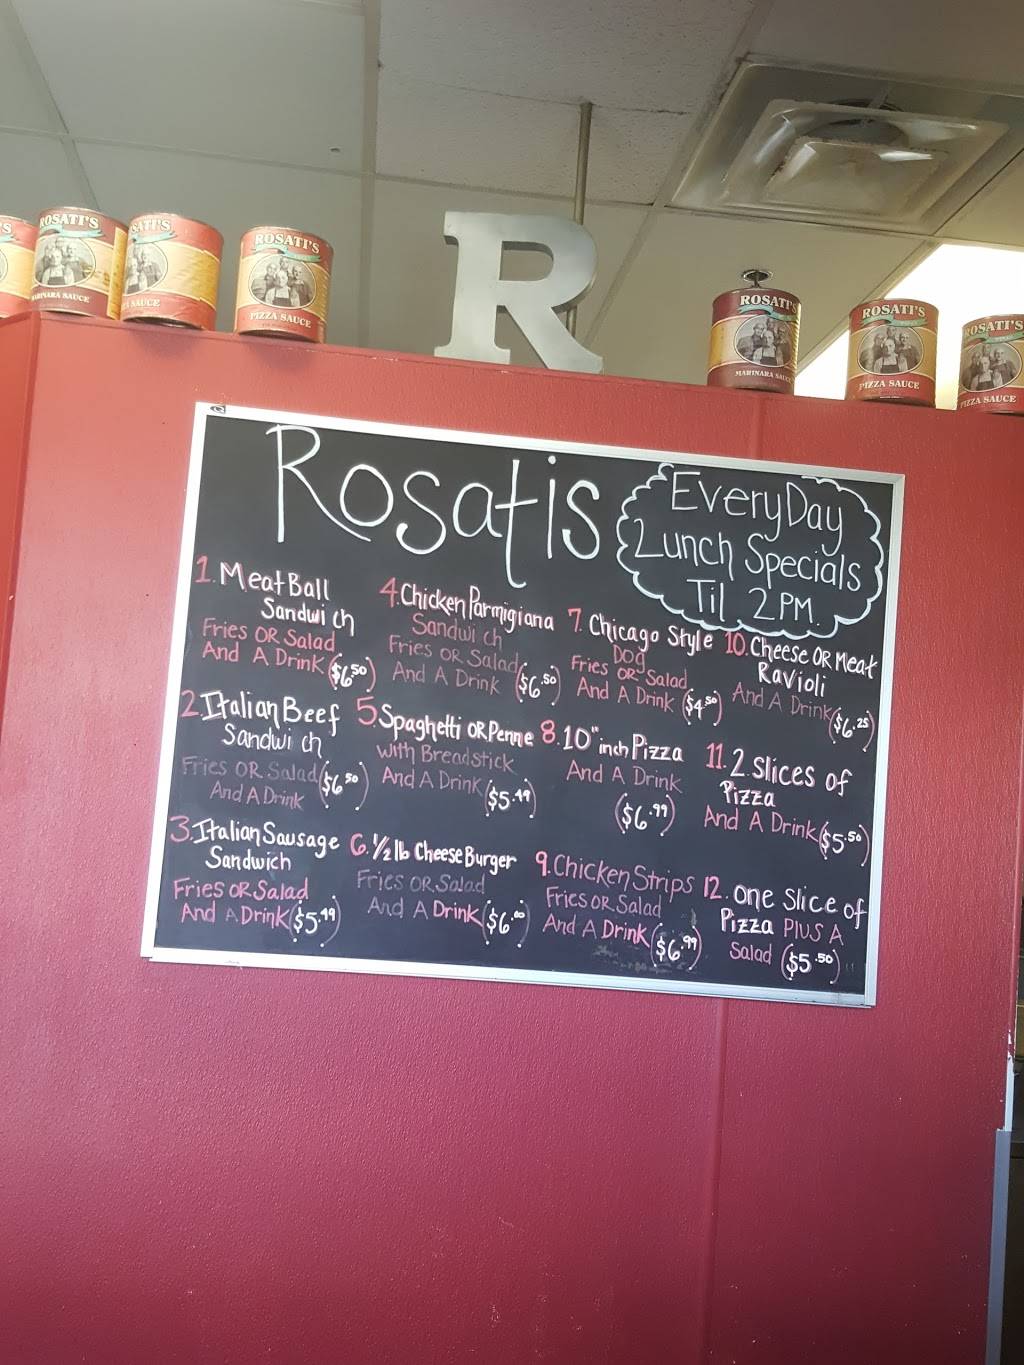 ROSATI'S
MARINARA SAUCE
SATI'S
SAUCE
ROSATI'S
PIZZA SAUCE
R
ROSATI'S
MARINARA SAUCE
ROSATI'S
PIZZA SAUCE
ROSATI'S
PIZZA SAUCE
Rosatis
EveryDay
Lunch Specials
Til 2 PM.
1. Meat Ball
Sandwich
Fries OR Salad
And A Drink ($6.50)
2. Italian Beef
Sandwich
Fries OR Salad ($6.50)
And A Drink
3. Italian Sausage
Sandwich
Fries OR Salad
And A Drink ($5.49)
4. Chicken Parmigiana
Sandwich
Fries OR Salad
And A Drink ($6.50)
5 Spaghetti OR Penne
with Breadstick
And A Drink ($5.49)
6. 1/2 lb Cheese Burger
Fries OR Salad
And A Drink ($6.00)
7. Chicago Style
Dog
Fries OR Salad
And A Drink ($4.50)
8. 10" inch Pizza
And A Drink
($6.99)
9. Chicken Strips
Fries OR Salad
And A Drink ($6.99)
10. Cheese OR Meat
Ravioli
And A Drink ($6.25)
11. 2 slices of
Pizza
And A Drink ($5.50)
12. one slice of
Pizza PLUS A
Salad ($5.50)